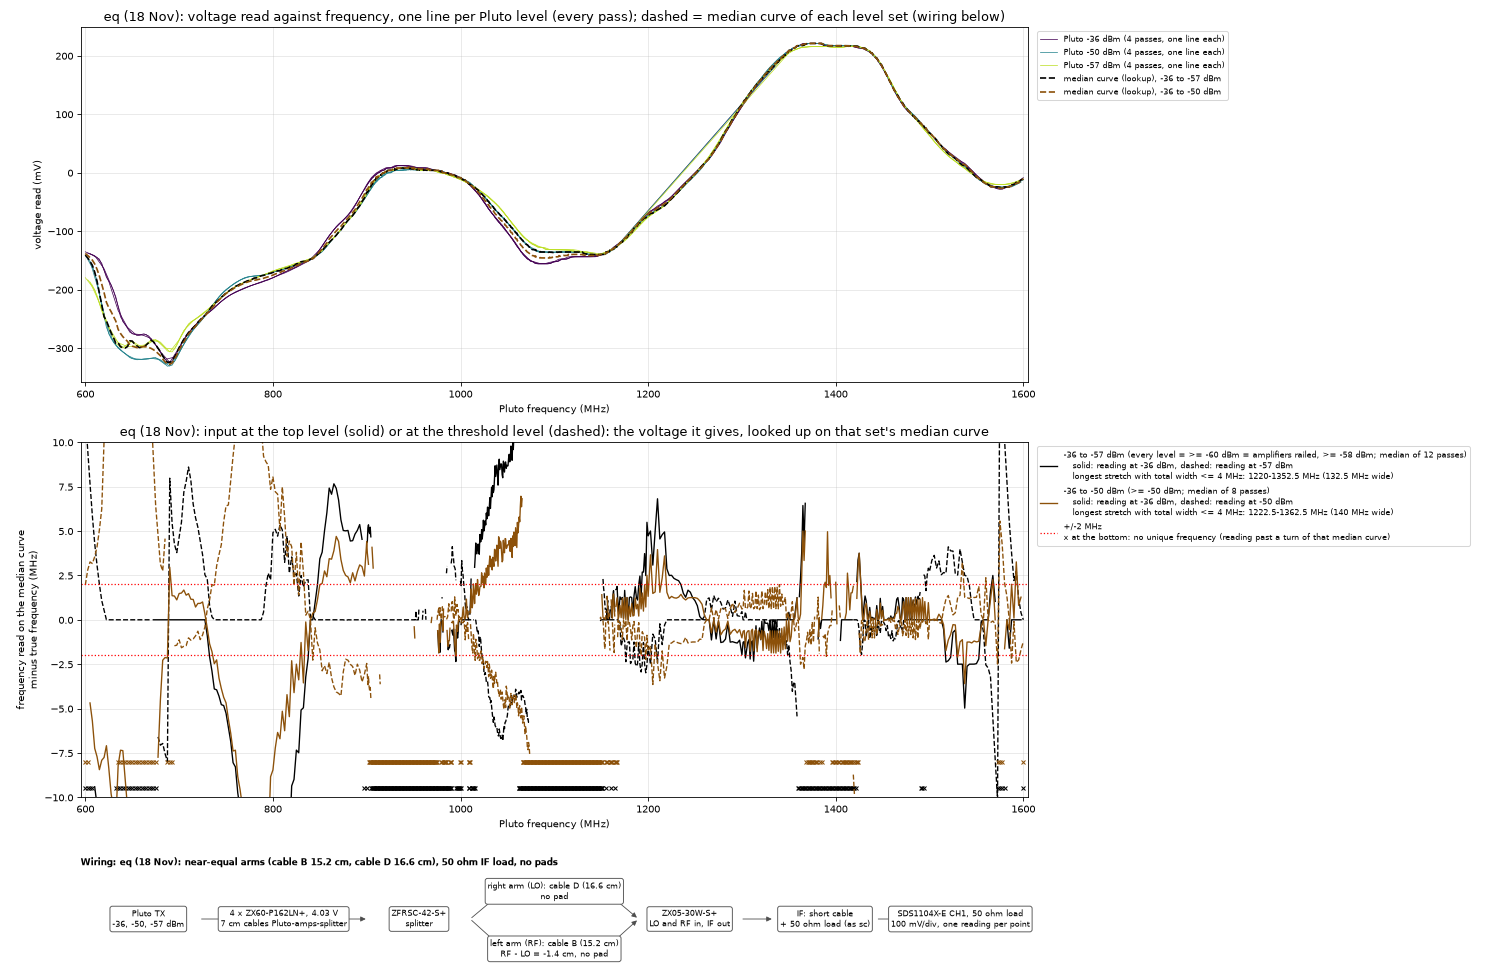 eq (18 Nov): voltage read against frequency, one line per Pluto level (every pass); dashed = median curve of each level set (wiring below)
voltage read (mV)
200
100
0
−100
−200
−300
600
800
1000
1200
1400
1600
Pluto frequency (MHz)
Pluto -36 dBm (4 passes, one line each)
Pluto -50 dBm (4 passes, one line each)
Pluto -57 dBm (4 passes, one line each)
median curve (lookup), -36 to -57 dBm
median curve (lookup), -36 to -50 dBm
eq (18 Nov): input at the top level (solid) or at the threshold level (dashed): the voltage it gives, looked up on that set's median curve
frequency read on the median curve
minus true frequency (MHz)
10.0
7.5
5.0
2.5
0.0
−2.5
−5.0
−7.5
−10.0
600
800
1000
1200
1400
1600
Pluto frequency (MHz)
-36 to -57 dBm (every level = >= -60 dBm = amplifiers railed, >= -58 dBm; median of 12 passes)
solid: reading at -36 dBm, dashed: reading at -57 dBm
longest stretch with total width <= 4 MHz: 1220-1352.5 MHz (132.5 MHz wide)
-36 to -50 dBm (>= -50 dBm; median of 8 passes)
solid: reading at -36 dBm, dashed: reading at -50 dBm
longest stretch with total width <= 4 MHz: 1222.5-1362.5 MHz (140 MHz wide)
+/-2 MHz
x at the bottom: no unique frequency (reading past a turn of that median curve)
Wiring: eq (18 Nov): near-equal arms (cable B 15.2 cm, cable D 16.6 cm), 50 ohm IF load, no pads
Pluto TX
-36, -50, -57 dBm
4 x ZX60-P162LN+, 4.03 V
7 cm cables Pluto-amps-splitter
ZFRSC-42-S+
splitter
right arm (LO): cable D (16.6 cm)
no pad
left arm (RF): cable B (15.2 cm)
RF - LO = -1.4 cm, no pad
ZX05-30W-S+
LO and RF in, IF out
IF: short cable
+ 50 ohm load (as sc)
SDS1104X-E CH1, 50 ohm load
100 mV/div, one reading per point